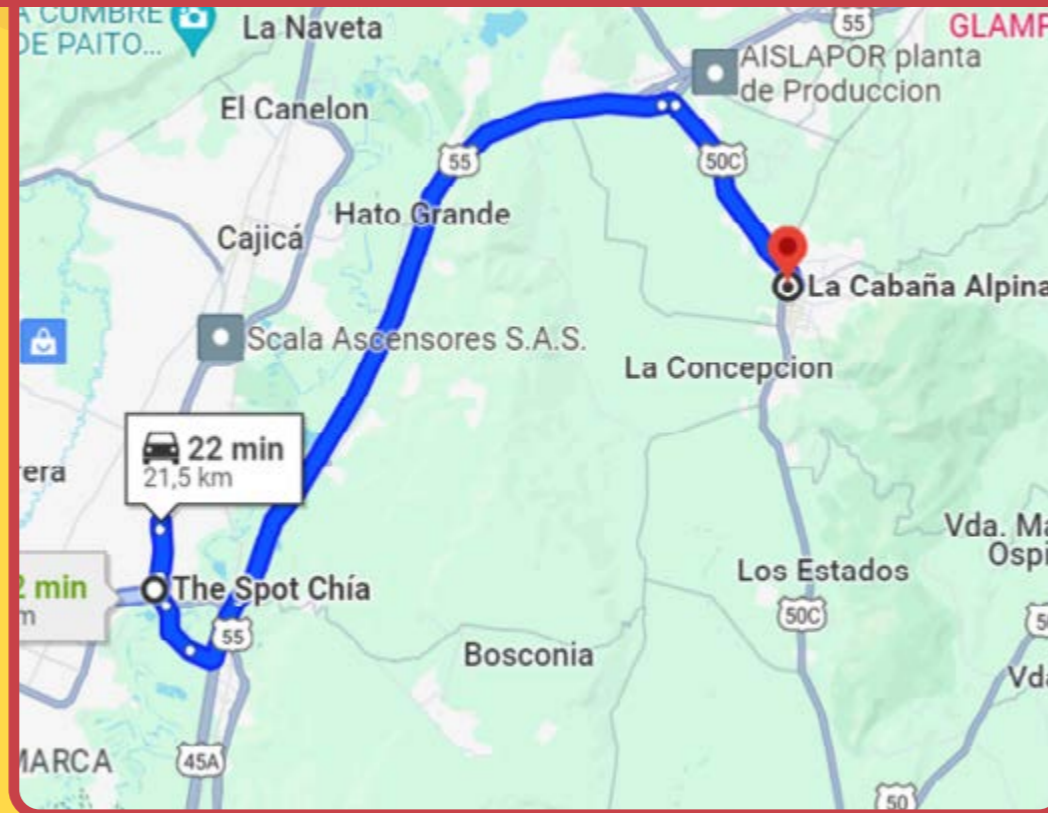 A CUMBRE
DE PAITO...
La Naveta
55
GLAMP
AISLAPOR planta
de Produccion
El Canelon
55
50C
Hato Grande
Cajicá
La Cabaña Alpina
Scala Ascensores S.A.S.
La Concepcion
22 min
21,5 km
rera
Vda. Ma
Ospi
2 min
m
The Spot Chía
Los Estados
50C
55
Bosconia
Vda
MARCA
45A
50